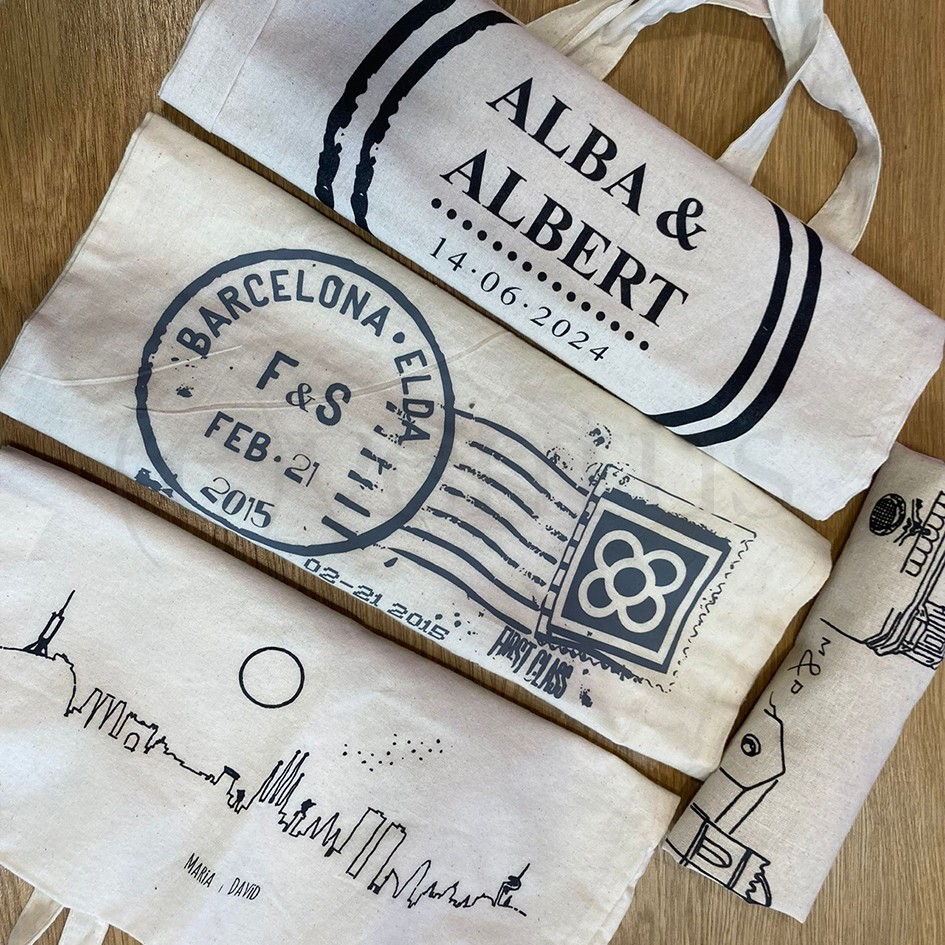 ALBA &
ALBERT
14·06·2024
BARCELONA · ELDA
F&S
FEB·21
2015
02-21 2015
FIRST CLASS
M&P
MARIA i DAVID